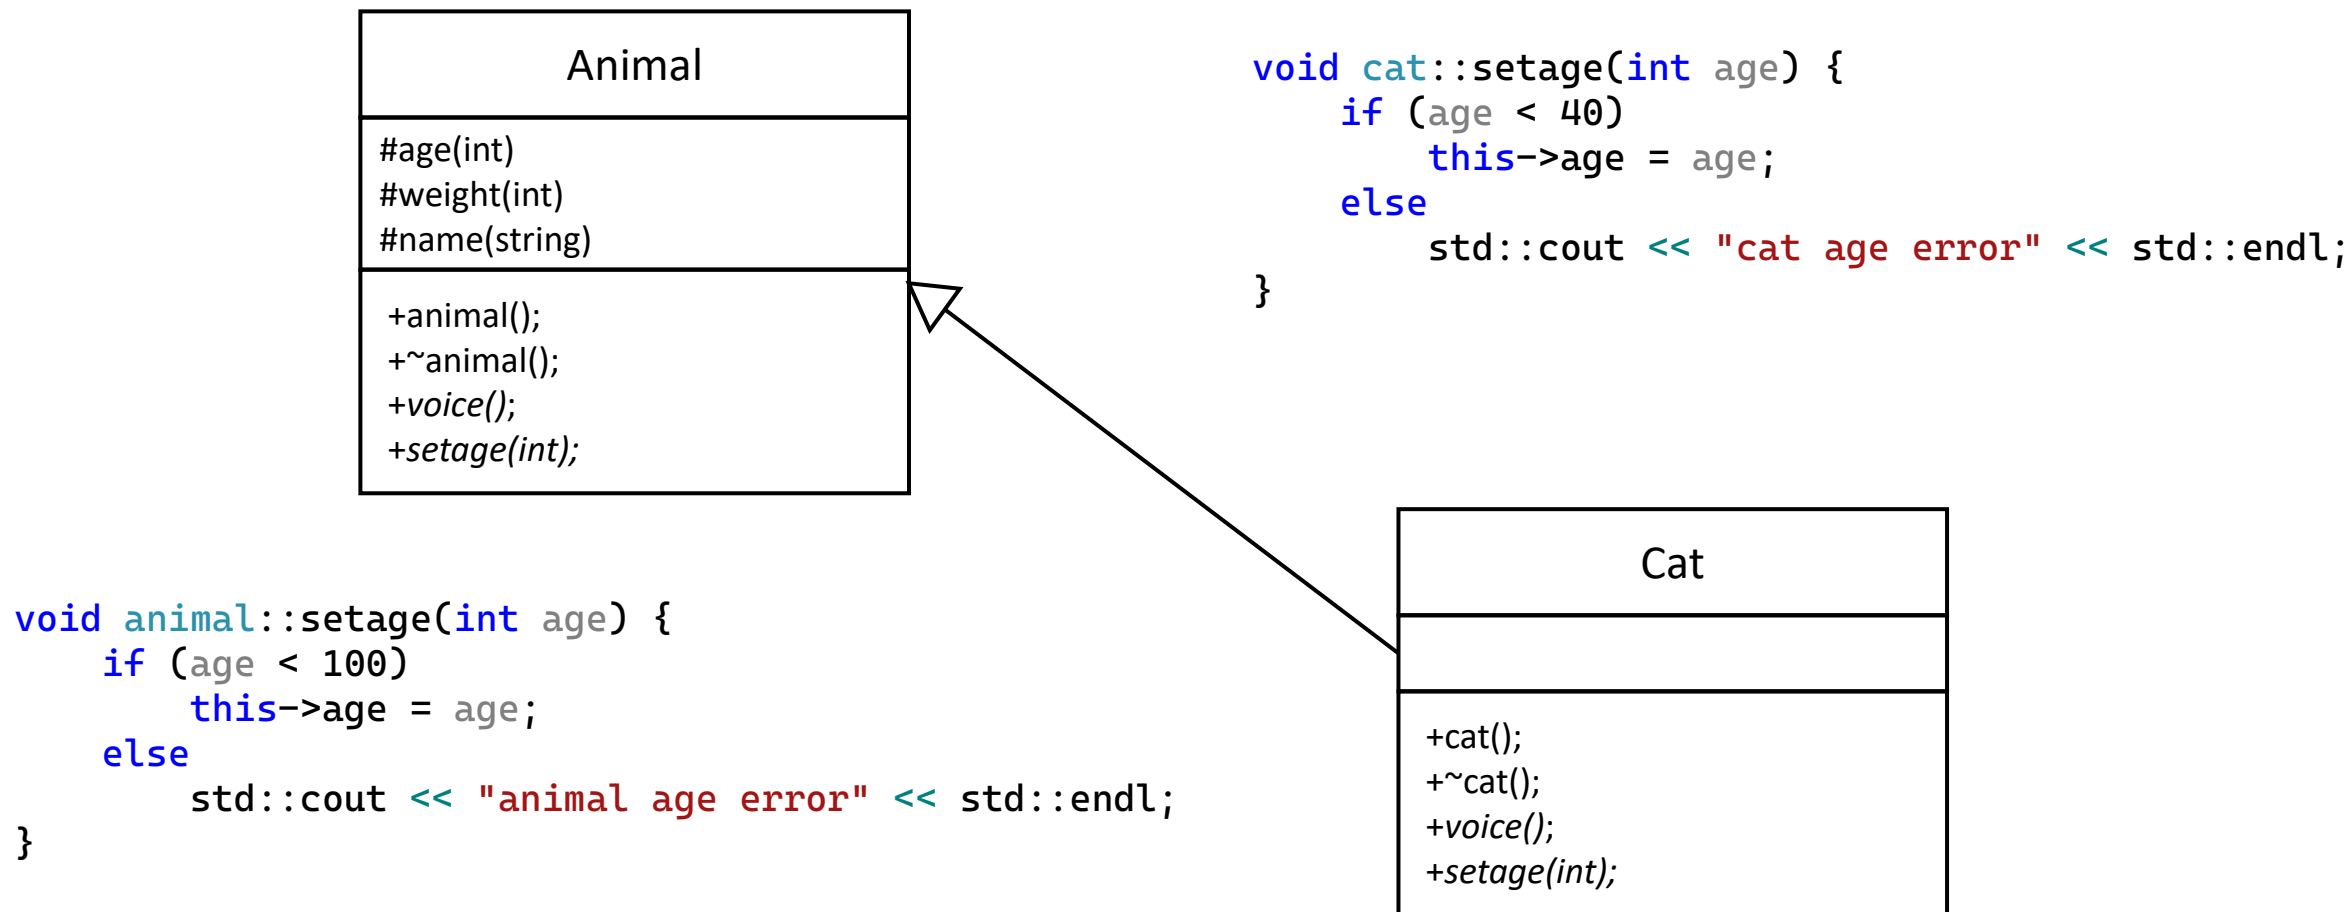 Animal
#age(int)
#weight(int)
#name(string)
+animal();
+~animal();
+voice();
+setage(int);
void cat::setage(int age) {
    if (age < 40)
        this->age = age;
    else
        std::cout << "cat age error" << std::endl;
}
void animal::setage(int age) {
    if (age < 100)
        this->age = age;
    else
        std::cout << "animal age error" << std::endl;
}
Cat
+cat();
+~cat();
+voice();
+setage(int);